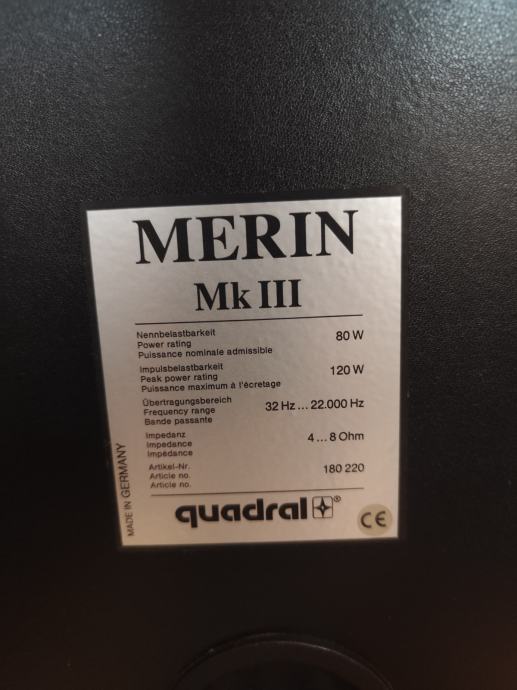 MERIN
Mk III
Nennbelastbarkeit
Power rating
Puissance nominale admissible
80 W
Impulsbelastbarkeit
Peak power rating
Puissance maximum à l'écretage
120 W
Übertragungsbereich
Frequency range
Bande passante
32 Hz ... 22.000 Hz
Impedanz
Impedance
Impédance
4 ... 8 Ohm
Artikel-Nr.
Article no.
Article no.
180 220
MADE IN GERMANY
quadral®
CE